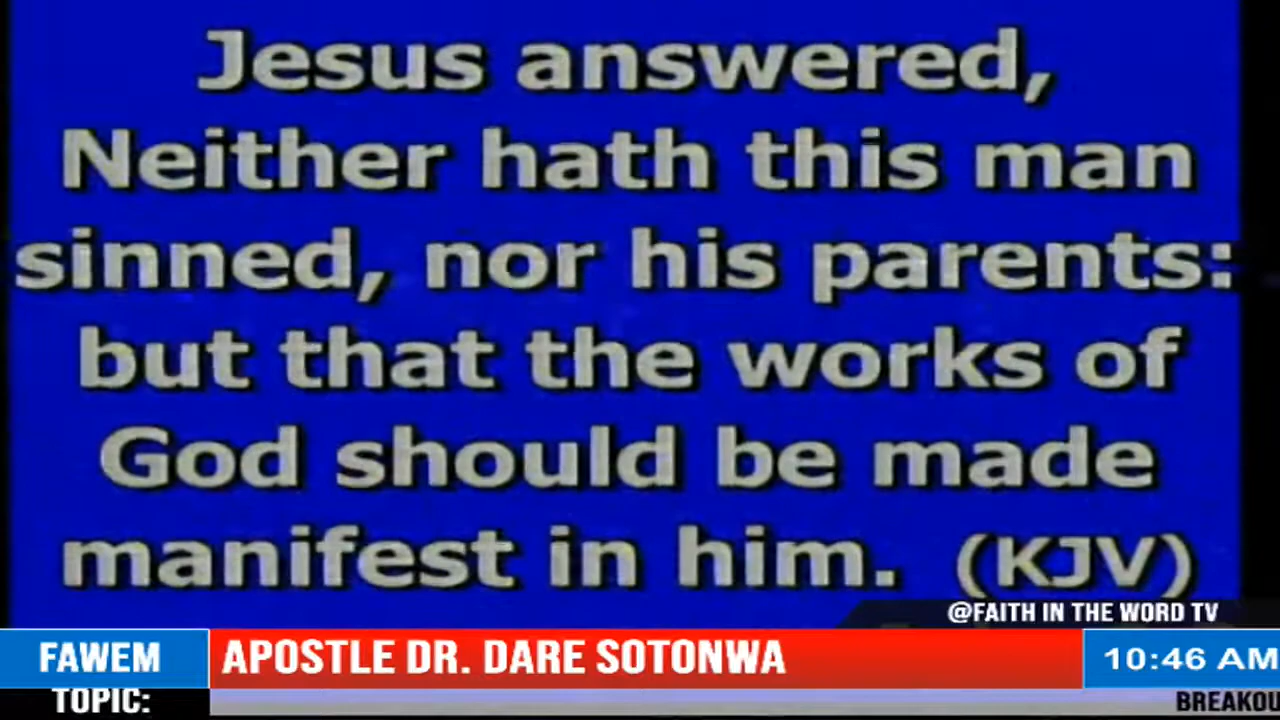 Jesus answered,
Neither hath this man
sinned, nor his parents:
but that the works of
God should be made
manifest in him. (KJV)
@FAITH IN THE WORD TV
FAWEM
APOSTLE DR. DARE SOTONWA
10:46 AM
TOPIC: